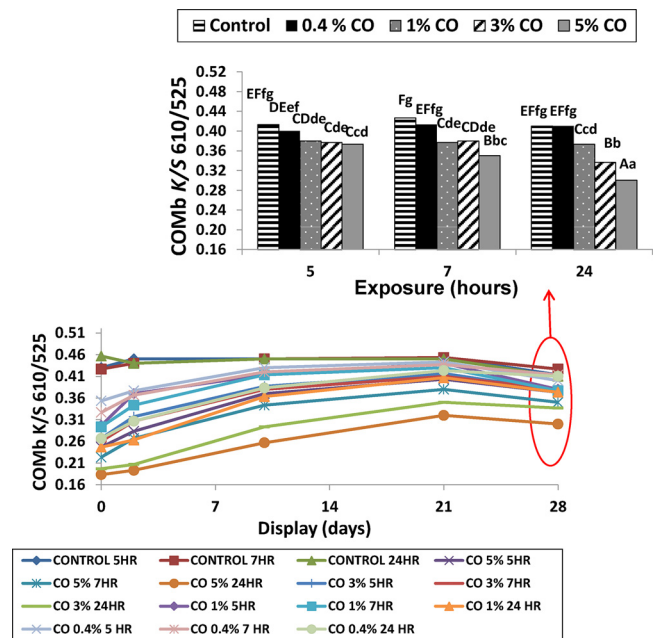 Control 0.4 % CO 1% CO 3% CO 5% CO
COMb K/S 610/525
0.52
0.48
0.44
0.40
0.36
0.32
0.28
0.24
0.20
0.16
EFfg DEef CDde Cde Ccd
Fg EFfg Cde CDde Bbc
EFfg EFfg Ccd Bb Aa
5 7 24
Exposure (hours)
COMb K/S 610/525
0.51
0.46
0.41
0.36
0.31
0.26
0.21
0.16
0 7 14 21 28
Display (days)
CONTROL 5HR CONTROL 7HR CONTROL 24HR CO 5% 5HR
CO 5% 7HR CO 5% 24HR CO 3% 5HR CO 3% 7HR
CO 3% 24HR CO 1% 5HR CO 1% 7HR CO 1% 24 HR
CO 0.4% 5 HR CO 0.4% 7 HR CO 0.4% 24 HR